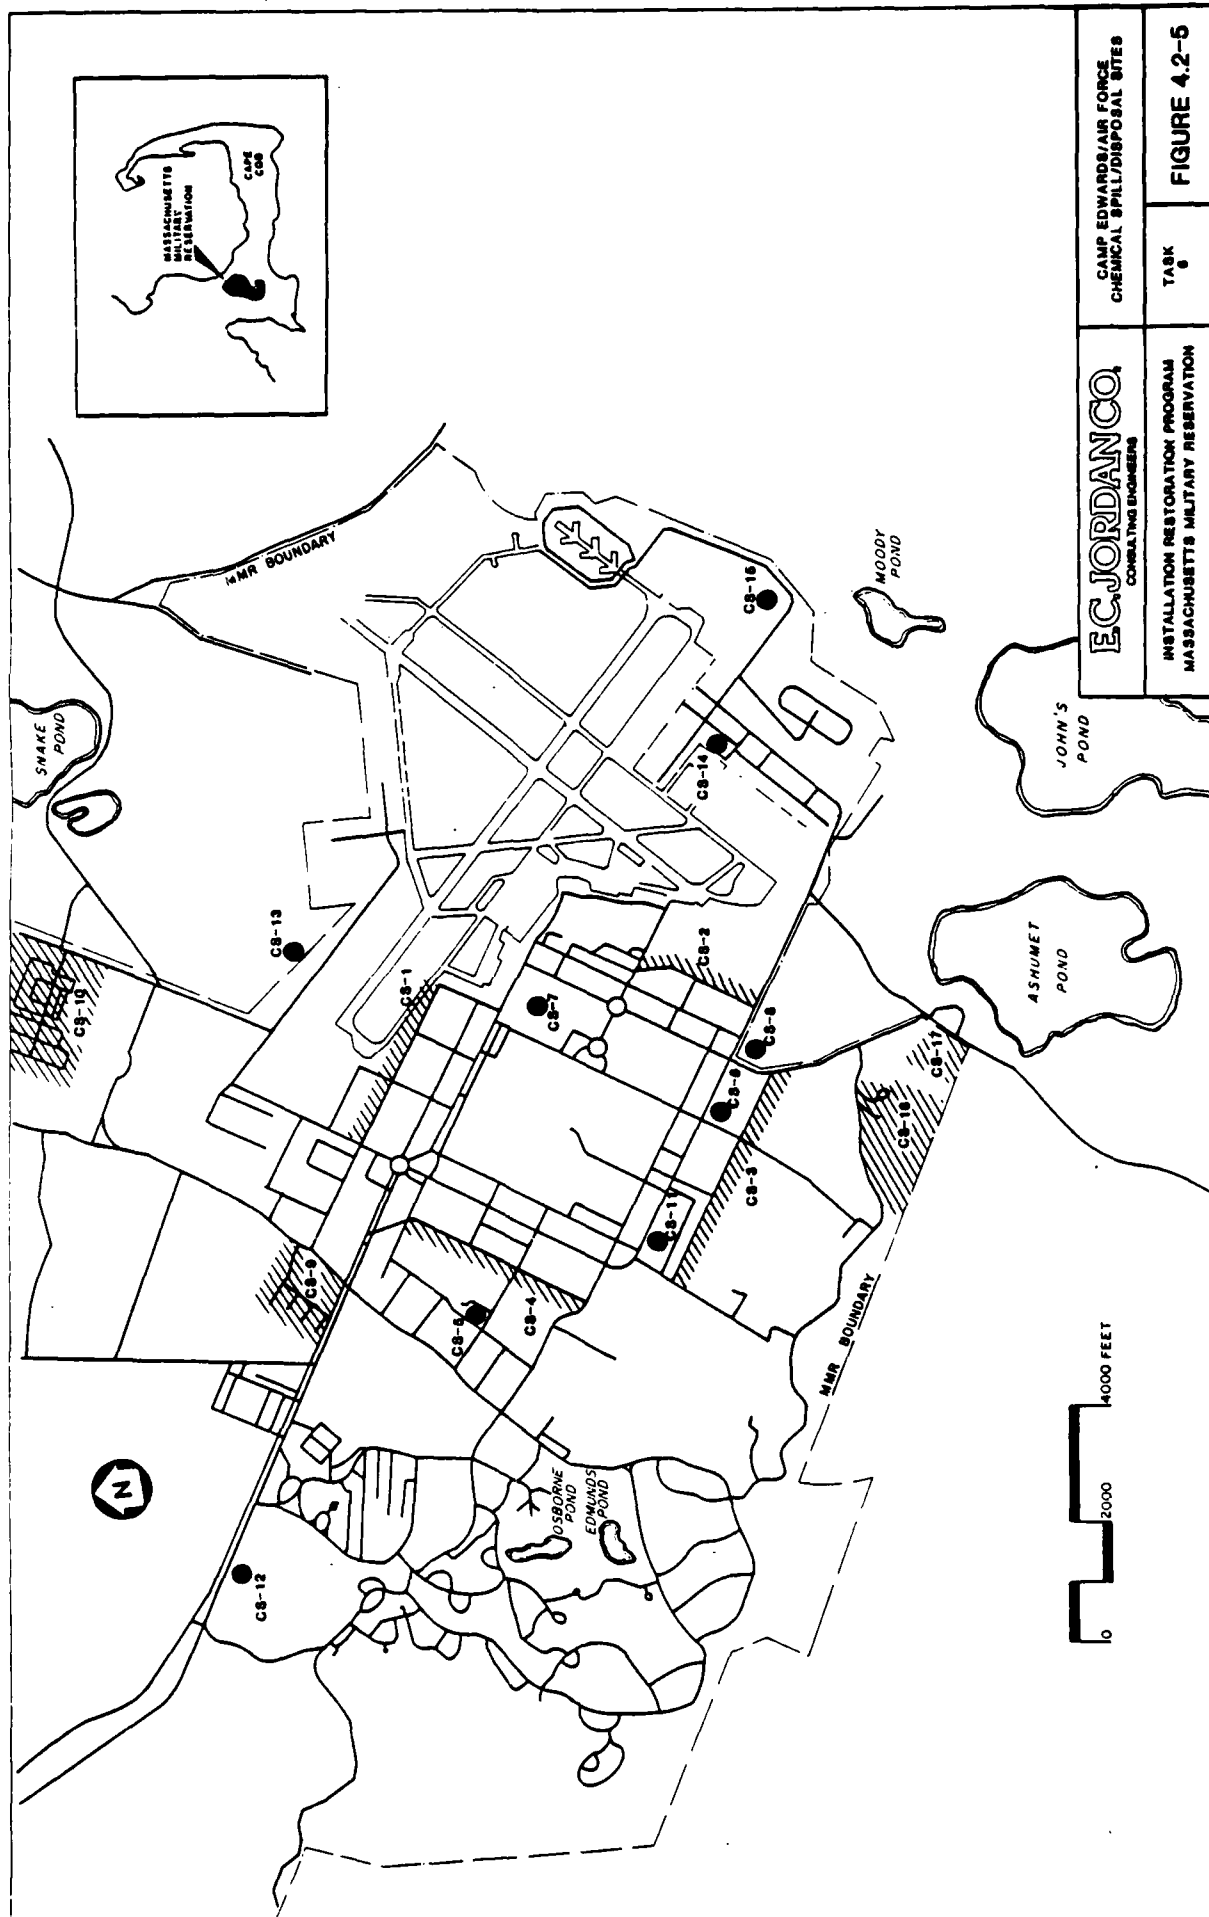 MASSACHUSETTS
MILITARY
RESERVATION
CAPE
COD
SNAKE
POND
MMR BOUNDARY
CS-10
CS-13
CS-1
CS-9
CS-12
CS-7
CS-2
CS-14
CS-15
MOODY
POND
CS-5
CS-4
CS-11
CS-3
CS-8
OSBORNE
POND
EDMUNDS
POND
CS-16
CS-17
ASHUMET
POND
JOHN'S
POND
MMR BOUNDARY
N
0
2000
4000 FEET
E.C. JORDAN CO.
CONSULTING ENGINEERS
CAMP EDWARDS/AIR FORCE
CHEMICAL SPILL/DISPOSAL SITES
INSTALLATION RESTORATION PROGRAM
MASSACHUSETTS MILITARY RESERVATION
TASK
6
FIGURE 4.2-5